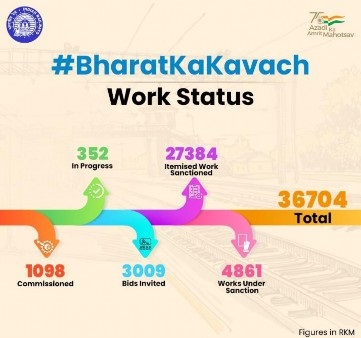 75
Azadi Ka
Amrit Mahotsav
#BharatKaKavach
Work Status
352
In Progress
27384
Itemised Work
Sanctioned
36704
Total
1098
Commissioned
3009
Bids Invited
4861
Works Under
Sanction
Figures in RKM